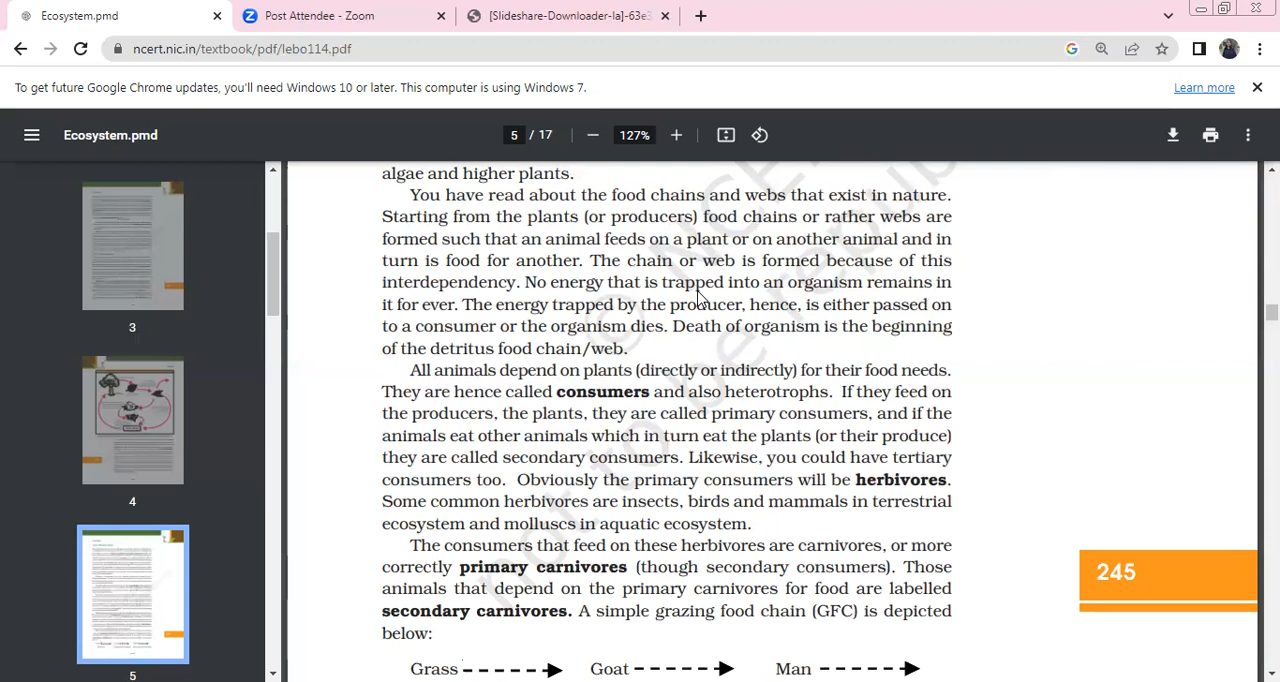 Ecosystem.pmd
Post Attendee - Zoom
[Slideshare-Downloader-la]-63e3
ncert.nic.in/textbook/pdf/lebo114.pdf
To get future Google Chrome updates, you'll need Windows 10 or later. This computer is using Windows 7.
Learn more
Ecosystem.pmd
5 / 17
127%
3
4
5
algae and higher plants.
You have read about the food chains and webs that exist in nature.
Starting from the plants (or producers) food chains or rather webs are
formed such that an animal feeds on a plant or on another animal and in
turn is food for another. The chain or web is formed because of this
interdependency. No energy that is trapped into an organism remains in
it for ever. The energy trapped by the producer, hence, is either passed on
to a consumer or the organism dies. Death of organism is the beginning
of the detritus food chain/web.
All animals depend on plants (directly or indirectly) for their food needs.
They are hence called consumers and also heterotrophs. If they feed on
the producers, the plants, they are called primary consumers, and if the
animals eat other animals which in turn eat the plants (or their produce)
they are called secondary consumers. Likewise, you could have tertiary
consumers too. Obviously the primary consumers will be herbivores.
Some common herbivores are insects, birds and mammals in terrestrial
ecosystem and molluscs in aquatic ecosystem.
The consumers that feed on these herbivores are carnivores, or more
correctly primary carnivores (though secondary consumers). Those
animals that depend on the primary carnivores for food are labelled
secondary carnivores. A simple grazing food chain (GFC) is depicted
below:
Grass
Goat
Man
245
© NCE
not to be repub